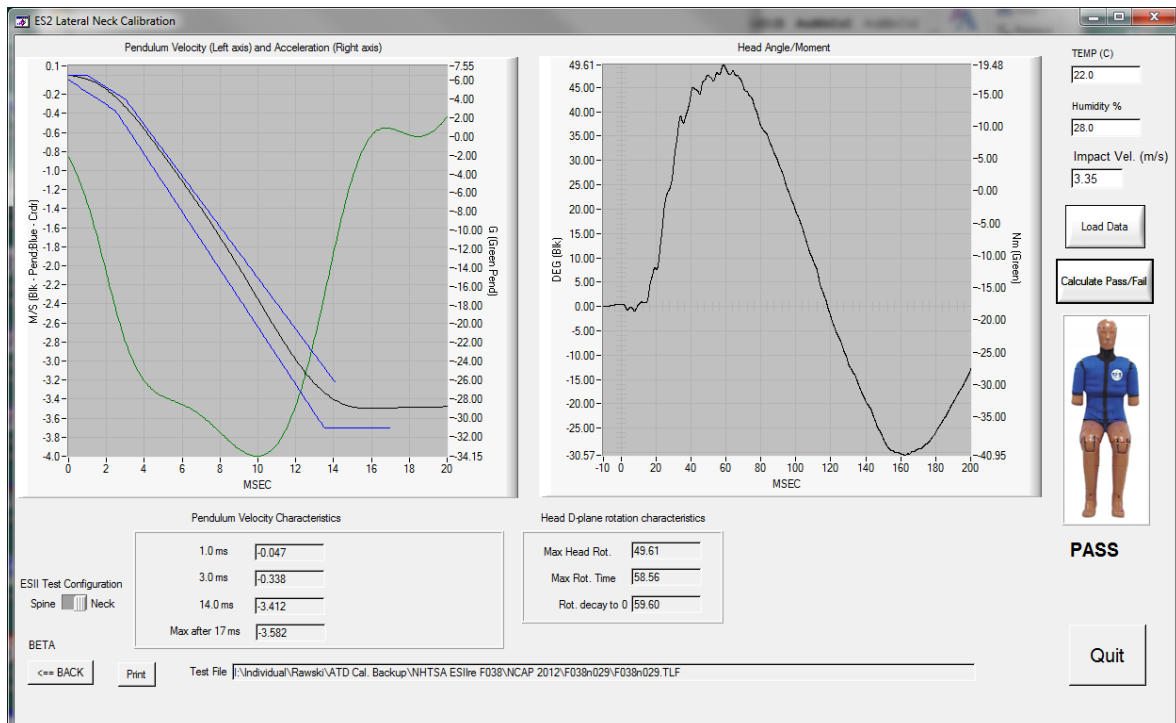 ES2 Lateral Neck Calibration
Pendulum Velocity (Left axis) and Acceleration (Right axis)
M/S (Blk - Pend:Blue - Crdr)
0.1
-0.2
-0.4
-0.6
-0.8
-1.0
-1.2
-1.4
-1.6
-1.8
-2.0
-2.2
-2.4
-2.6
-2.8
-3.0
-3.2
-3.4
-3.6
-3.8
-4.0
0 2 4 6 8 10 12 14 16 18 20
MSEC
-7.55
-6.00
-4.00
-2.00
-0.00
-2.00
-4.00
-6.00
-8.00
-10.00
-12.00
-14.00
-16.00
-18.00
-20.00
-22.00
-24.00
-26.00
-28.00
-30.00
-32.00
-34.15
G (Green Pend)
Head Angle/Moment
DEG (Blk)
49.61
45.00
40.00
35.00
30.00
25.00
20.00
15.00
10.00
5.00
0.00
-5.00
-10.00
-15.00
-20.00
-25.00
-30.57
-10 0 20 40 60 80 100 120 140 160 180 200
MSEC
-19.48
-15.00
-10.00
-5.00
-0.00
-5.00
-10.00
-15.00
-20.00
-25.00
-30.00
-35.00
-40.95
Nm (Green)
TEMP (C)
22.0
Humidity %
28.0
Impact Vel. (m/s)
3.35
Load Data
Calculate Pass/Fail
PASS
Pendulum Velocity Characteristics
1.0 ms -0.047
3.0 ms -0.338
14.0 ms -3.412
Max after 17 ms -3.582
Head D-plane rotation characteristics
Max Head Rot. 49.61
Max Rot. Time 58.56
Rot. decay to 0 59.60
ESII Test Configuration
Spine Neck
BETA
<== BACK
Print
Test File I:\Individual\Rawski\ATD Cal. Backup\NHTSA ESIIre F038\NCAP 2012\F038n029\F038n029.TLF
Quit